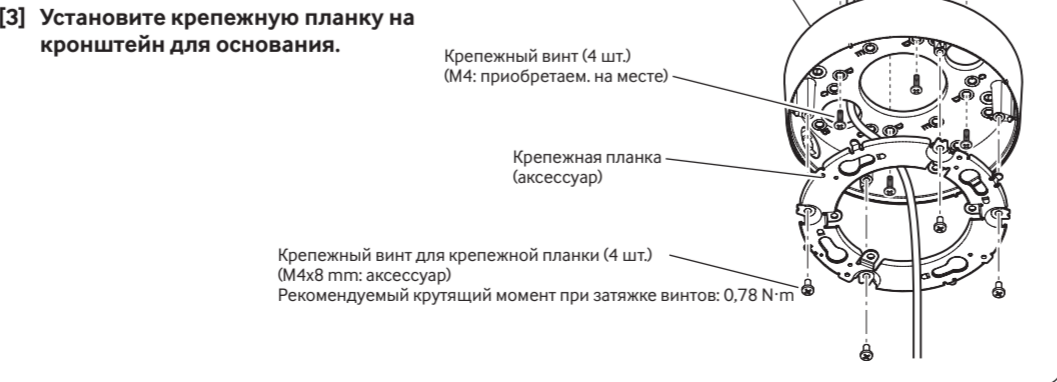 [3] Установите крепежную планку на
кронштейн для основания.
Крепежный винт (4 шт.)
(M4: приобретаем. на месте)
Крепежная планка
(аксессуар)
Крепежный винт для крепежной планки (4 шт.)
(M4x8 mm: аксессуар)
Рекомендуемый крутящий момент при затяжке винтов: 0,78 N·m